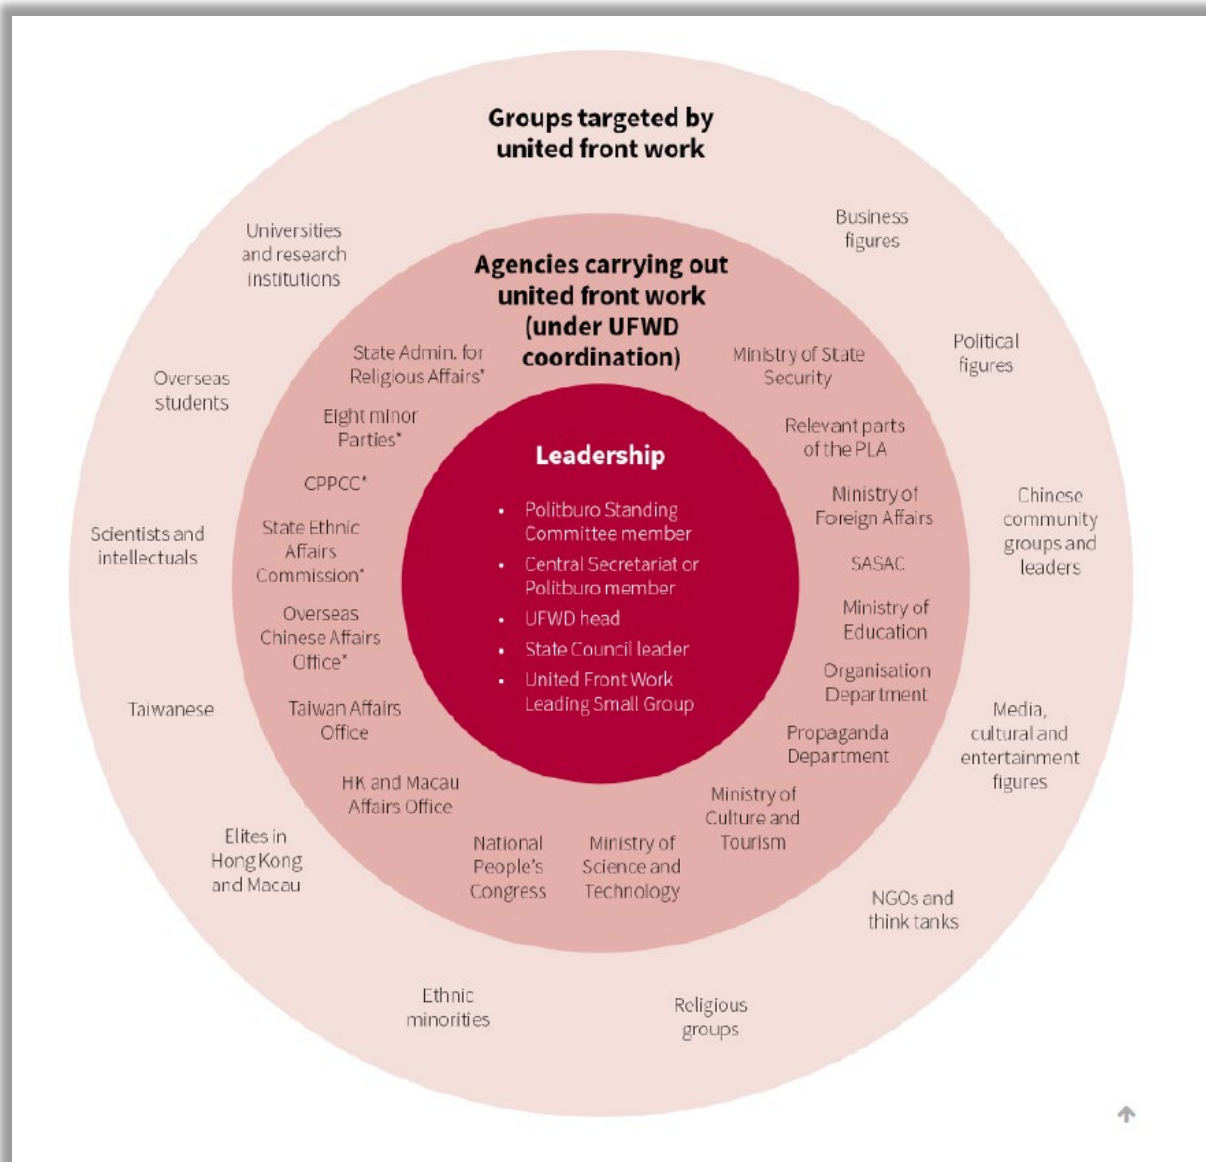 Groups targeted by
united front work
Universities
and research
institutions
Overseas
students
Scientists and
intellectuals
Taiwanese
Elites in
Hong Kong
and Macau
Ethnic
minorities
Religious
groups
NGOs and
think tanks
Media,
cultural and
entertainment
figures
Chinese
community
groups and
leaders
Political
figures
Business
figures
Agencies carrying out
united front work
(under UFWD
coordination)
State Admin. for
Religious Affairs*
Eight minor
Parties*
CPPCC*
State Ethnic
Affairs
Commission*
Overseas
Chinese Affairs
Office*
Taiwan Affairs
Office
HK and Macau
Affairs Office
National
People's
Congress
Ministry of
Science and
Technology
Ministry of
Culture and
Tourism
Propaganda
Department
Organisation
Department
Ministry of
Education
SASAC
Ministry of
Foreign Affairs
Relevant parts
of the PLA
Ministry of State
Security
Leadership
• Politburo Standing
Committee member
• Central Secretariat or
Politburo member
• UFWD head
• State Council leader
• United Front Work
Leading Small Group